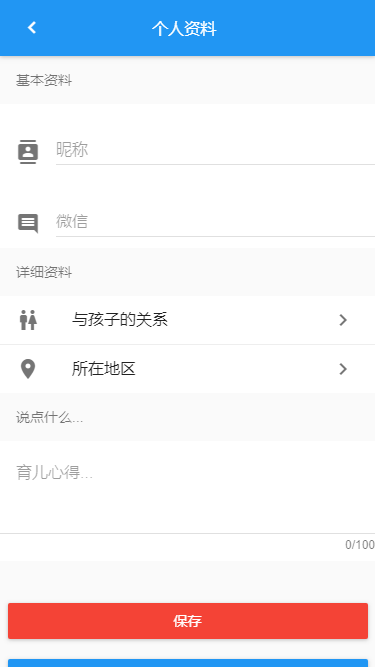 个人资料
基本资料
昵称
微信
详细资料
与孩子的关系
所在地区
说点什么...
育儿心得...
0/100
保存